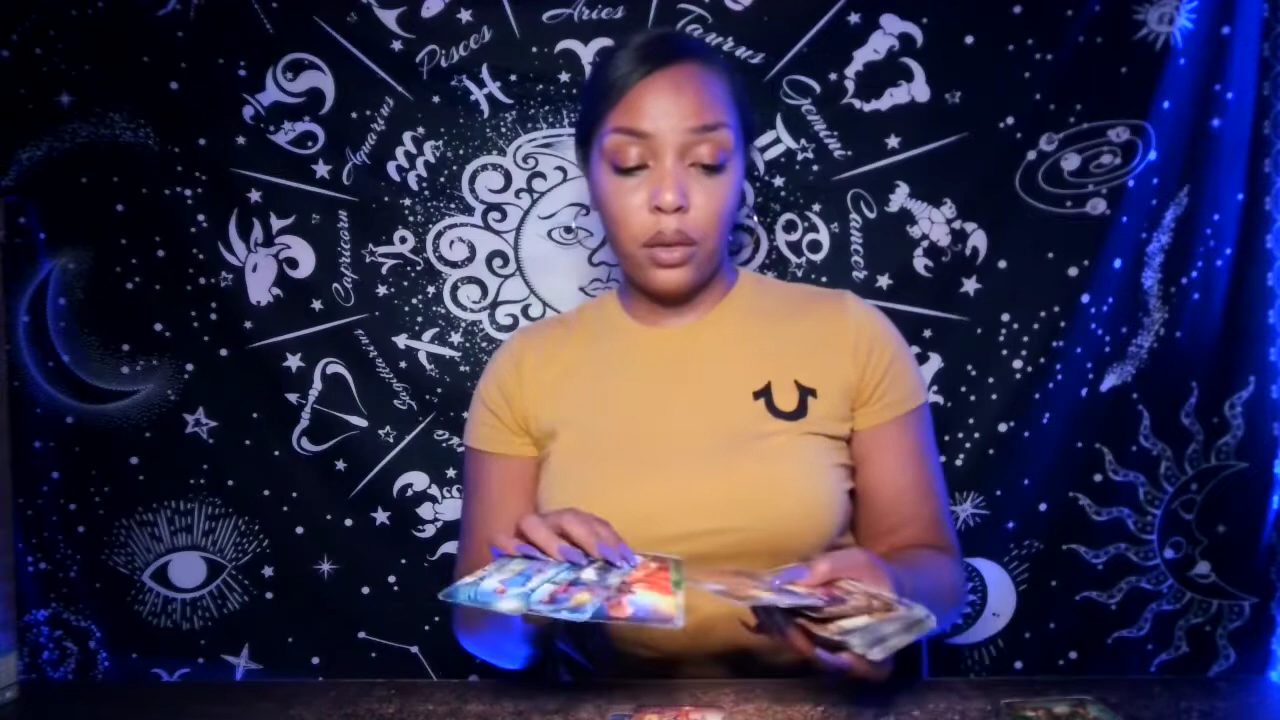 Aries
Pisces
Taurus
Aquarius
Gemini
Capricorn
Cancer
Sagittarius